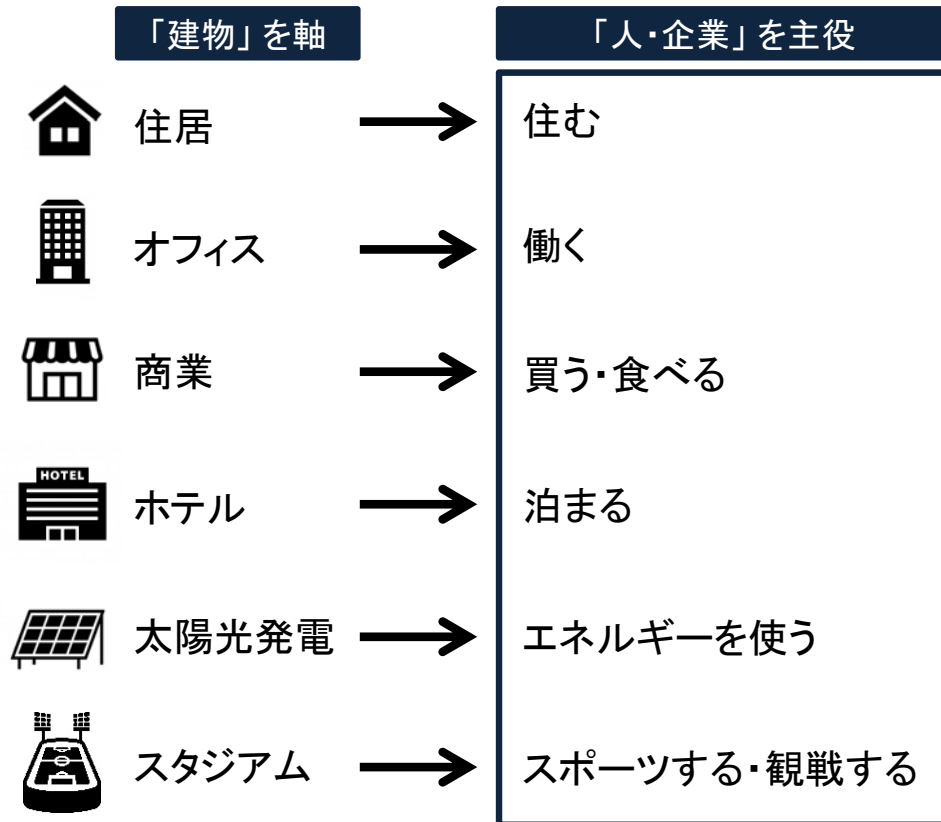 「建物」を軸
「人・企業」を主役
住居
住む
オフィス
働く
商業
買う・食べる
HOTEL
ホテル
泊まる
太陽光発電
エネルギーを使う
スタジアム
スポーツする・観戦する